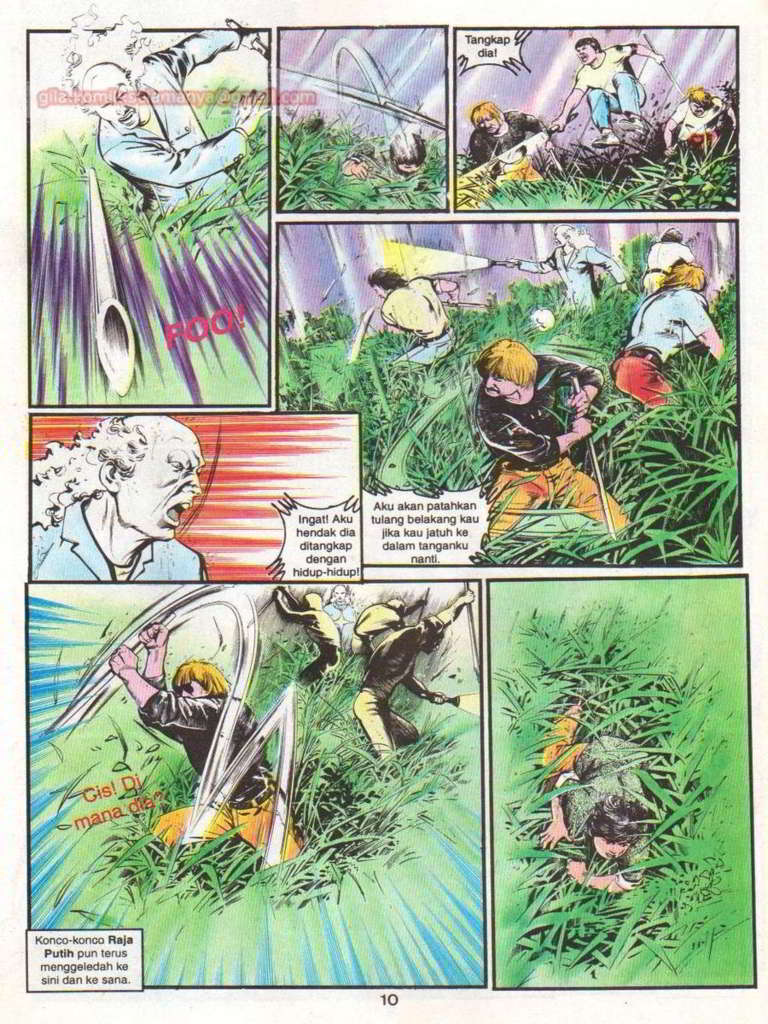 gila.komik.semanya@gmail.com
POO!
Tangkap
dia!
Ingat! Aku
hendak dia
ditangkap
dengan
hidup-hidup!
Aku akan patahkan
tulang belakang kau
jika kau jatuh ke
dalam tanganku
nanti.
Cis! Di
mana dia?
Konco-konco Raja
Putih pun terus
menggeledah ke
sini dan ke sana.
10